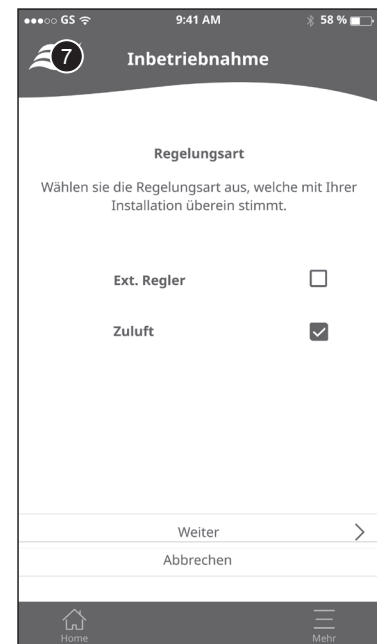 ●●●○○ GS 9:41 AM 58 %
7
Inbetriebnahme
Regelungsart
Wählen sie die Regelungsart aus, welche mit Ihrer
Installation überein stimmt.
Ext. Regler
Zuluft
Weiter
Abbrechen
Home Mehr